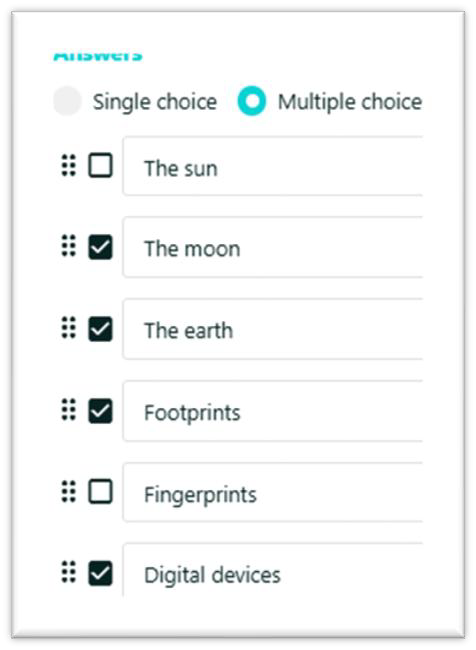 Answers
Single choice Multiple choice
The sun
The moon
The earth
Footprints
Fingerprints
Digital devices